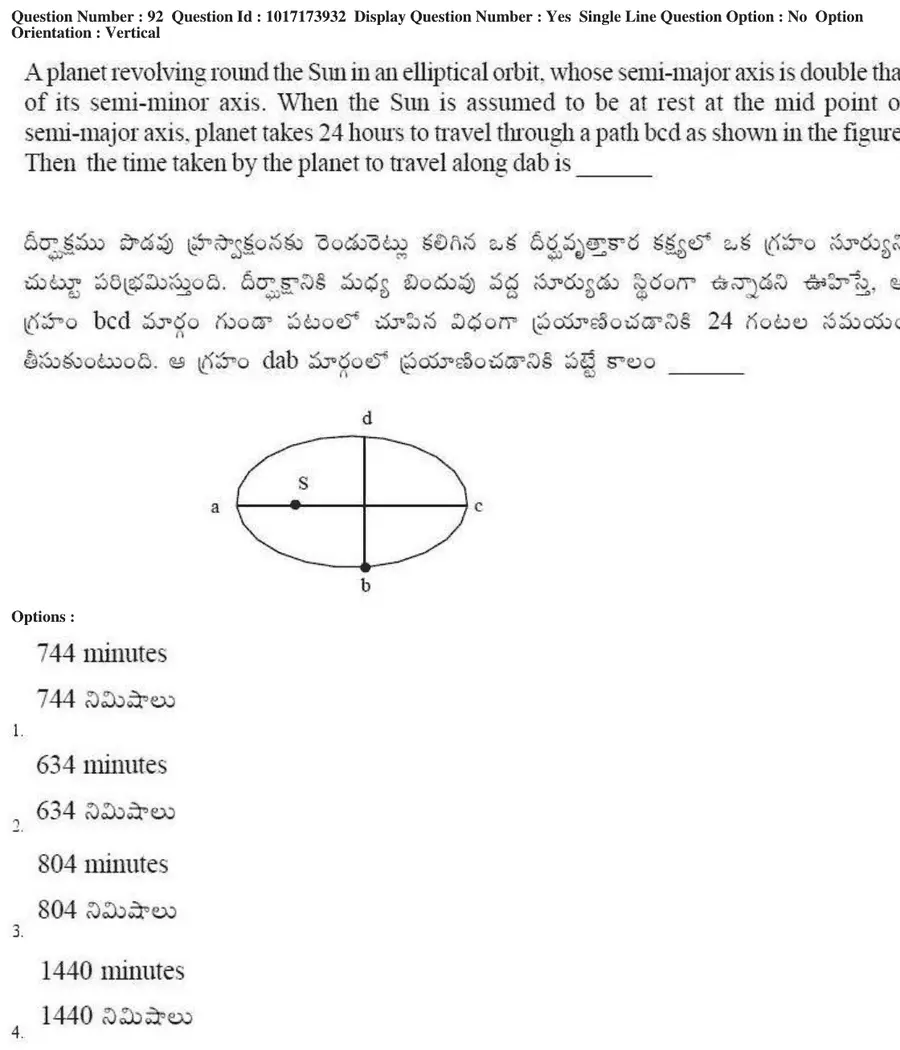 Question Number : 92 Question Id : 1017173932 Display Question Number : Yes Single Line Question Option : No Option
Orientation : Vertical
A planet revolving round the Sun in an elliptical orbit, whose semi-major axis is double tha
of its semi-minor axis. When the Sun is assumed to be at rest at the mid point o
semi-major axis, planet takes 24 hours to travel through a path bcd as shown in the figure
Then the time taken by the planet to travel along dab is ______
దీర్ఘాక్షము పొడవు హ్రస్వాక్షంనకు రెండురెట్లు కలిగిన ఒక దీర్ఘవృత్తాకార కక్ష్యలో ఒక గ్రహం సూర్యుని
చుట్టూ పరిభ్రమిస్తుంది. దీర్ఘాక్షానికి మధ్య బిందువు వద్ద సూర్యుడు స్థిరంగా ఉన్నాడని ఊహిస్తే, ఆ
గ్రహం bcd మార్గం గుండా పటంలో చూపిన విధంగా ప్రయాణించడానికి 24 గంటల సమయం
తీసుకుంటుంది. ఆ గ్రహం dab మార్గంలో ప్రయాణించడానికి పట్టే కాలం ______
d
S
a
c
b
Options :
744 minutes
744 నిమిషాలు
1.
634 minutes
634 నిమిషాలు
2.
804 minutes
804 నిమిషాలు
3.
1440 minutes
1440 నిమిషాలు
4.